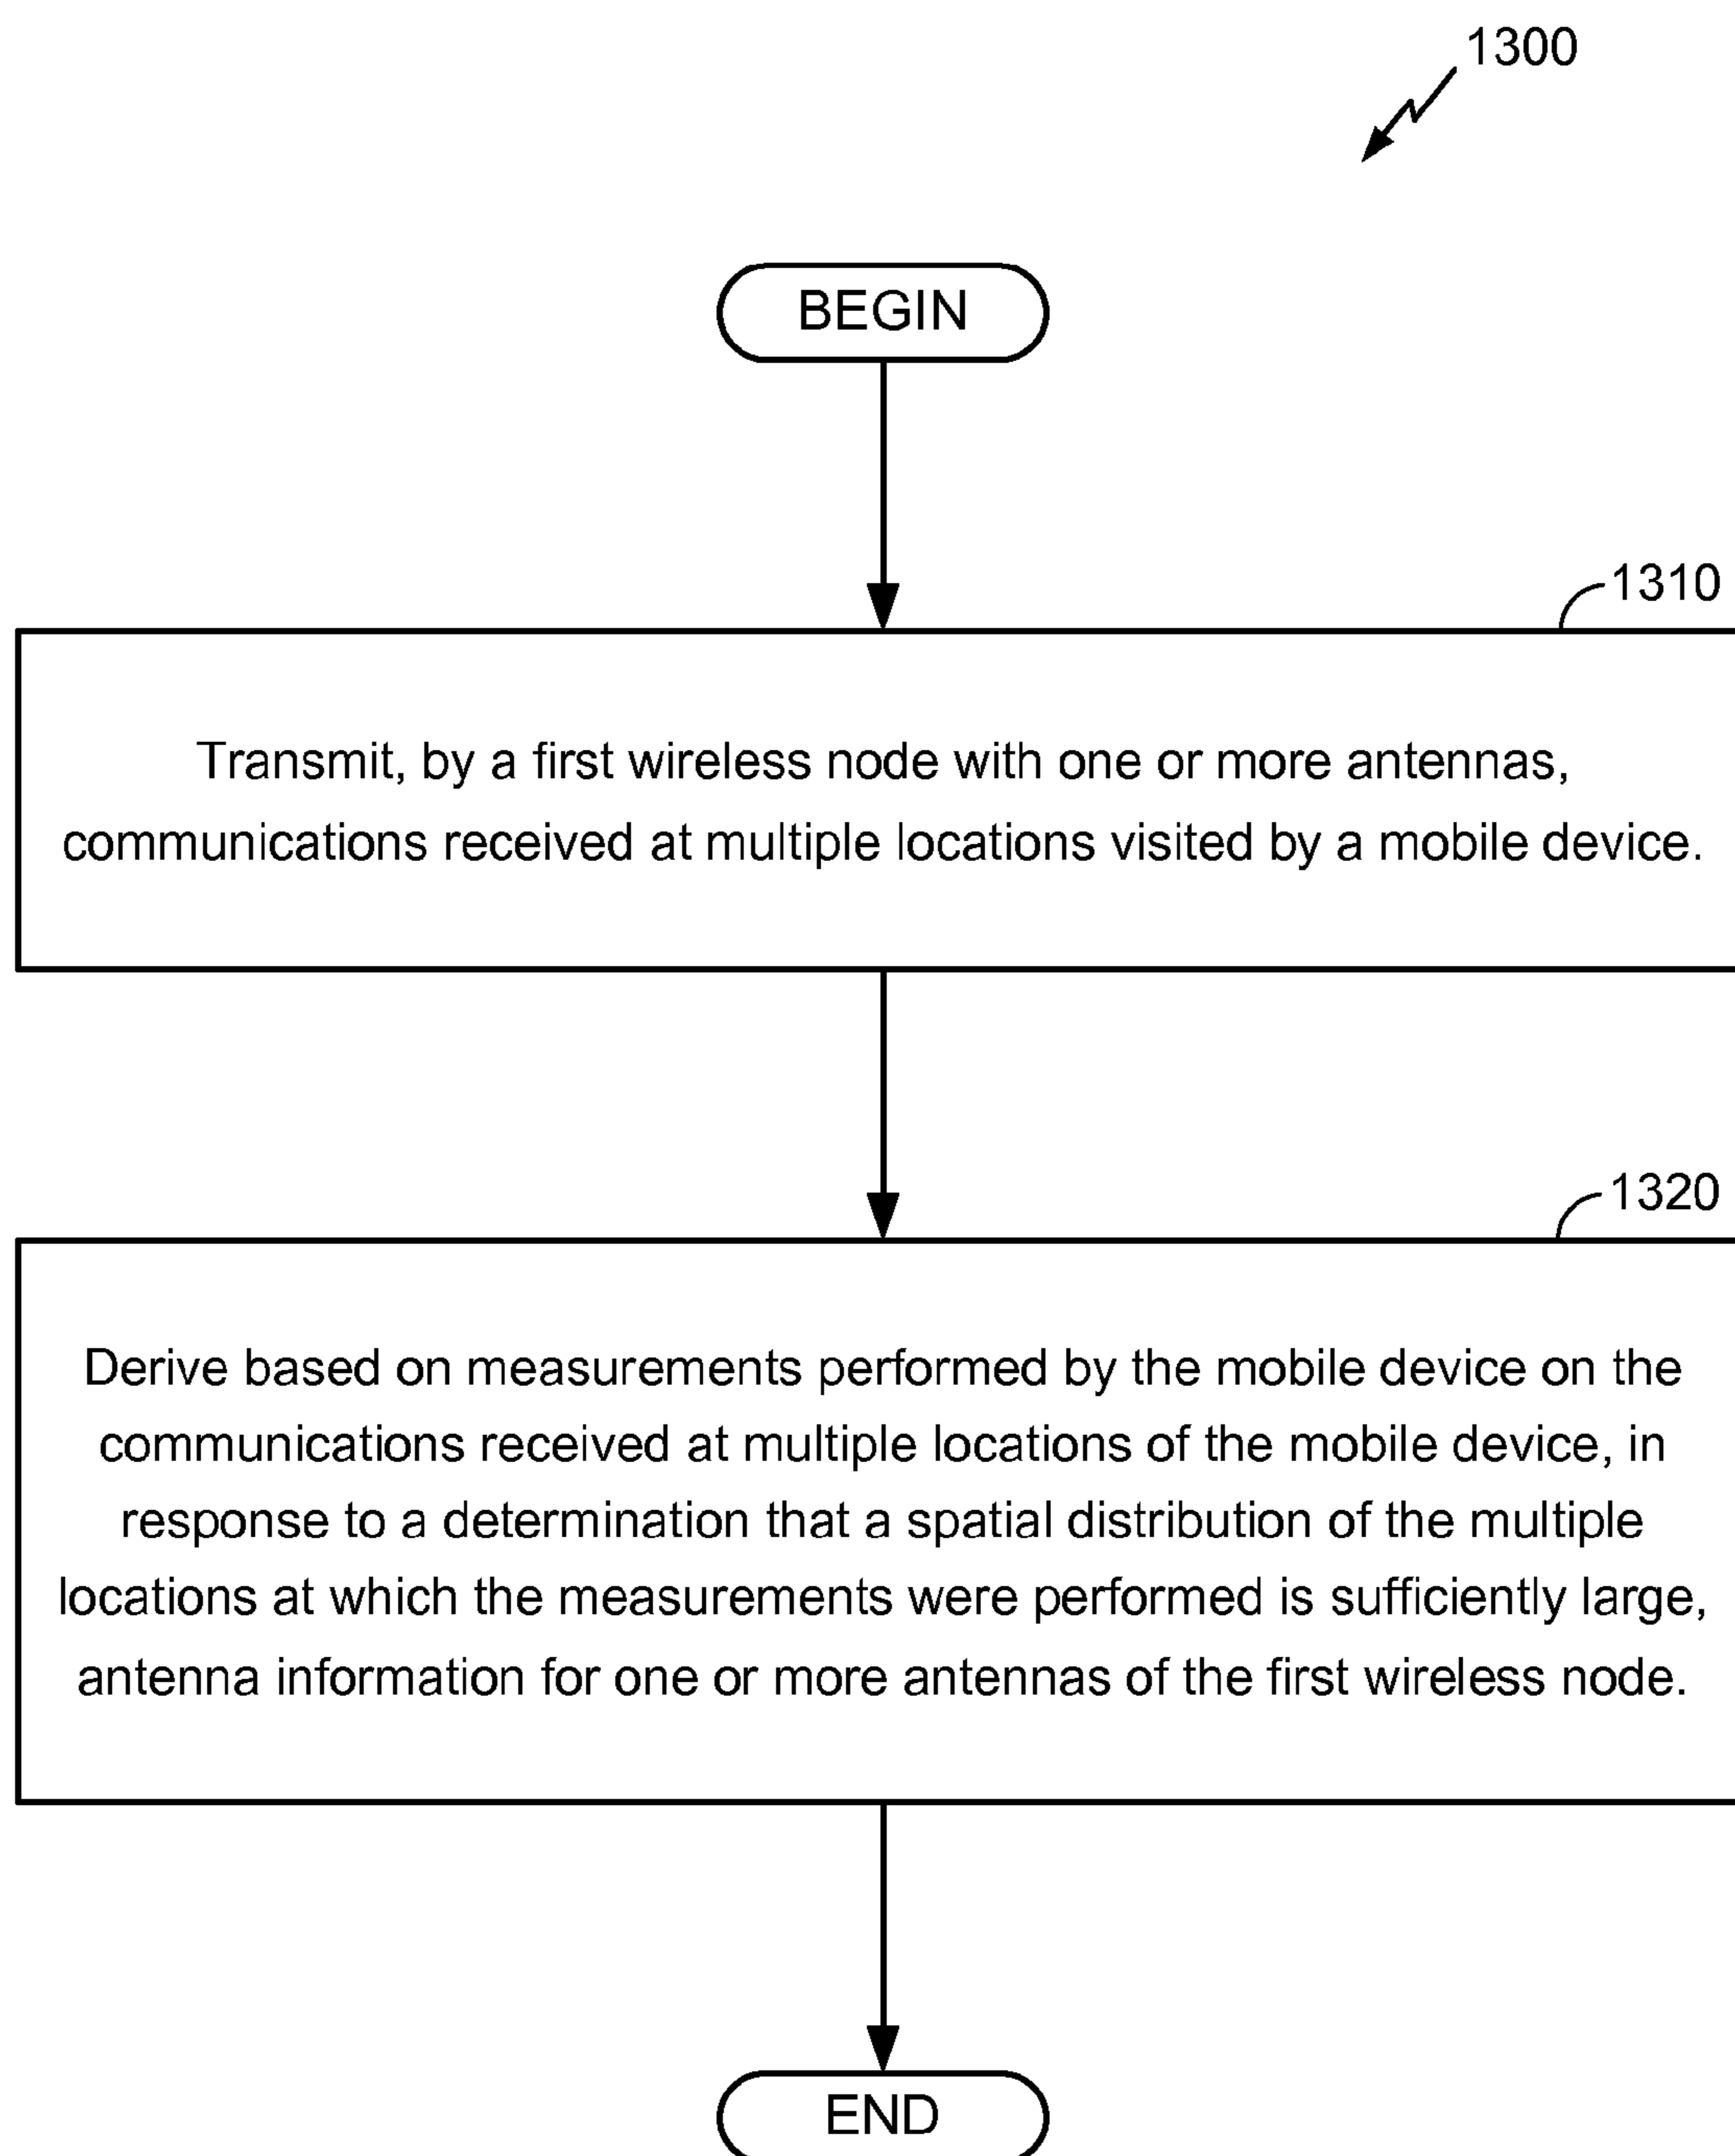 1300
BEGIN
1310
Transmit, by a first wireless node with one or more antennas,
communications received at multiple locations visited by a mobile device.
1320
Derive based on measurements performed by the mobile device on the
communications received at multiple locations of the mobile device, in
response to a determination that a spatial distribution of the multiple
locations at which the measurements were performed is sufficiently large,
antenna information for one or more antennas of the first wireless node.
END